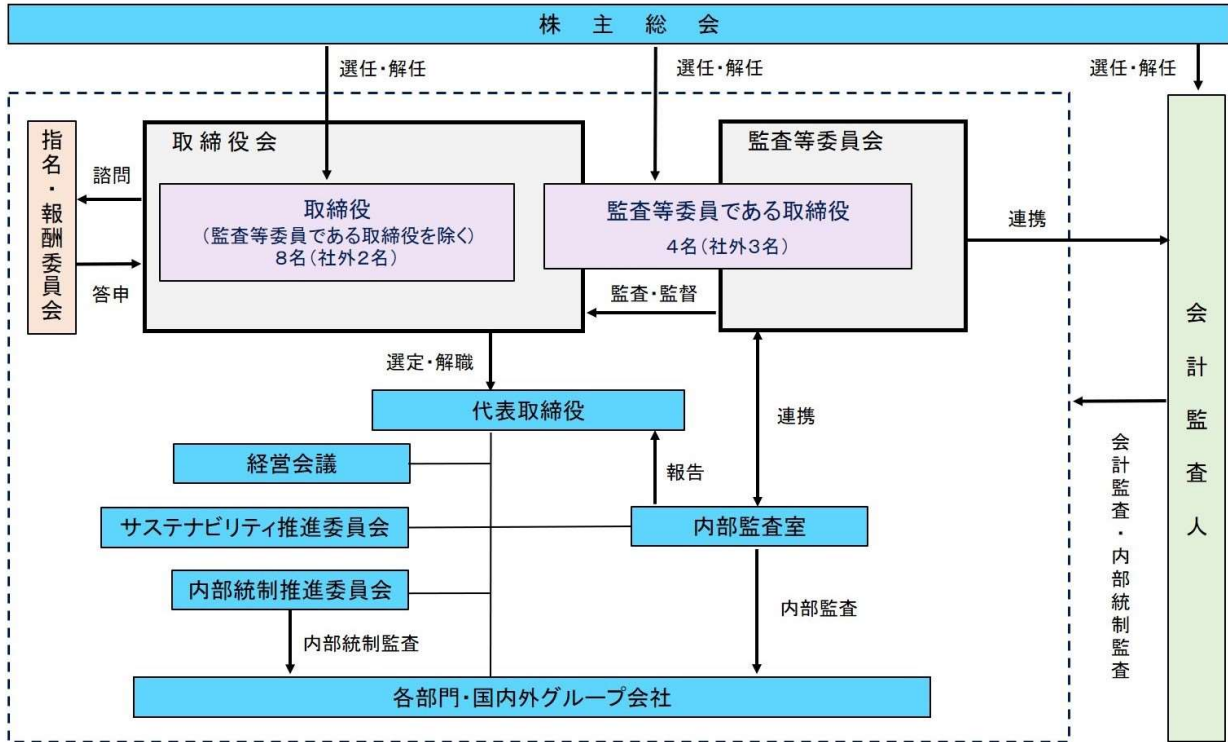 株主総会
選任・解任
選任・解任
選任・解任
指名・報酬委員会
諮問
答申
取締役会
取締役
(監査等委員である取締役を除く)
8名(社外2名)
監査等委員会
監査等委員である取締役
4名(社外3名)
連携
監査・監督
会計監査人
選定・解職
代表取締役
連携
経営会議
報告
サステナビリティ推進委員会
内部監査室
内部統制推進委員会
内部統制監査
内部監査
会計監査・内部統制監査
各部門・国内外グループ会社